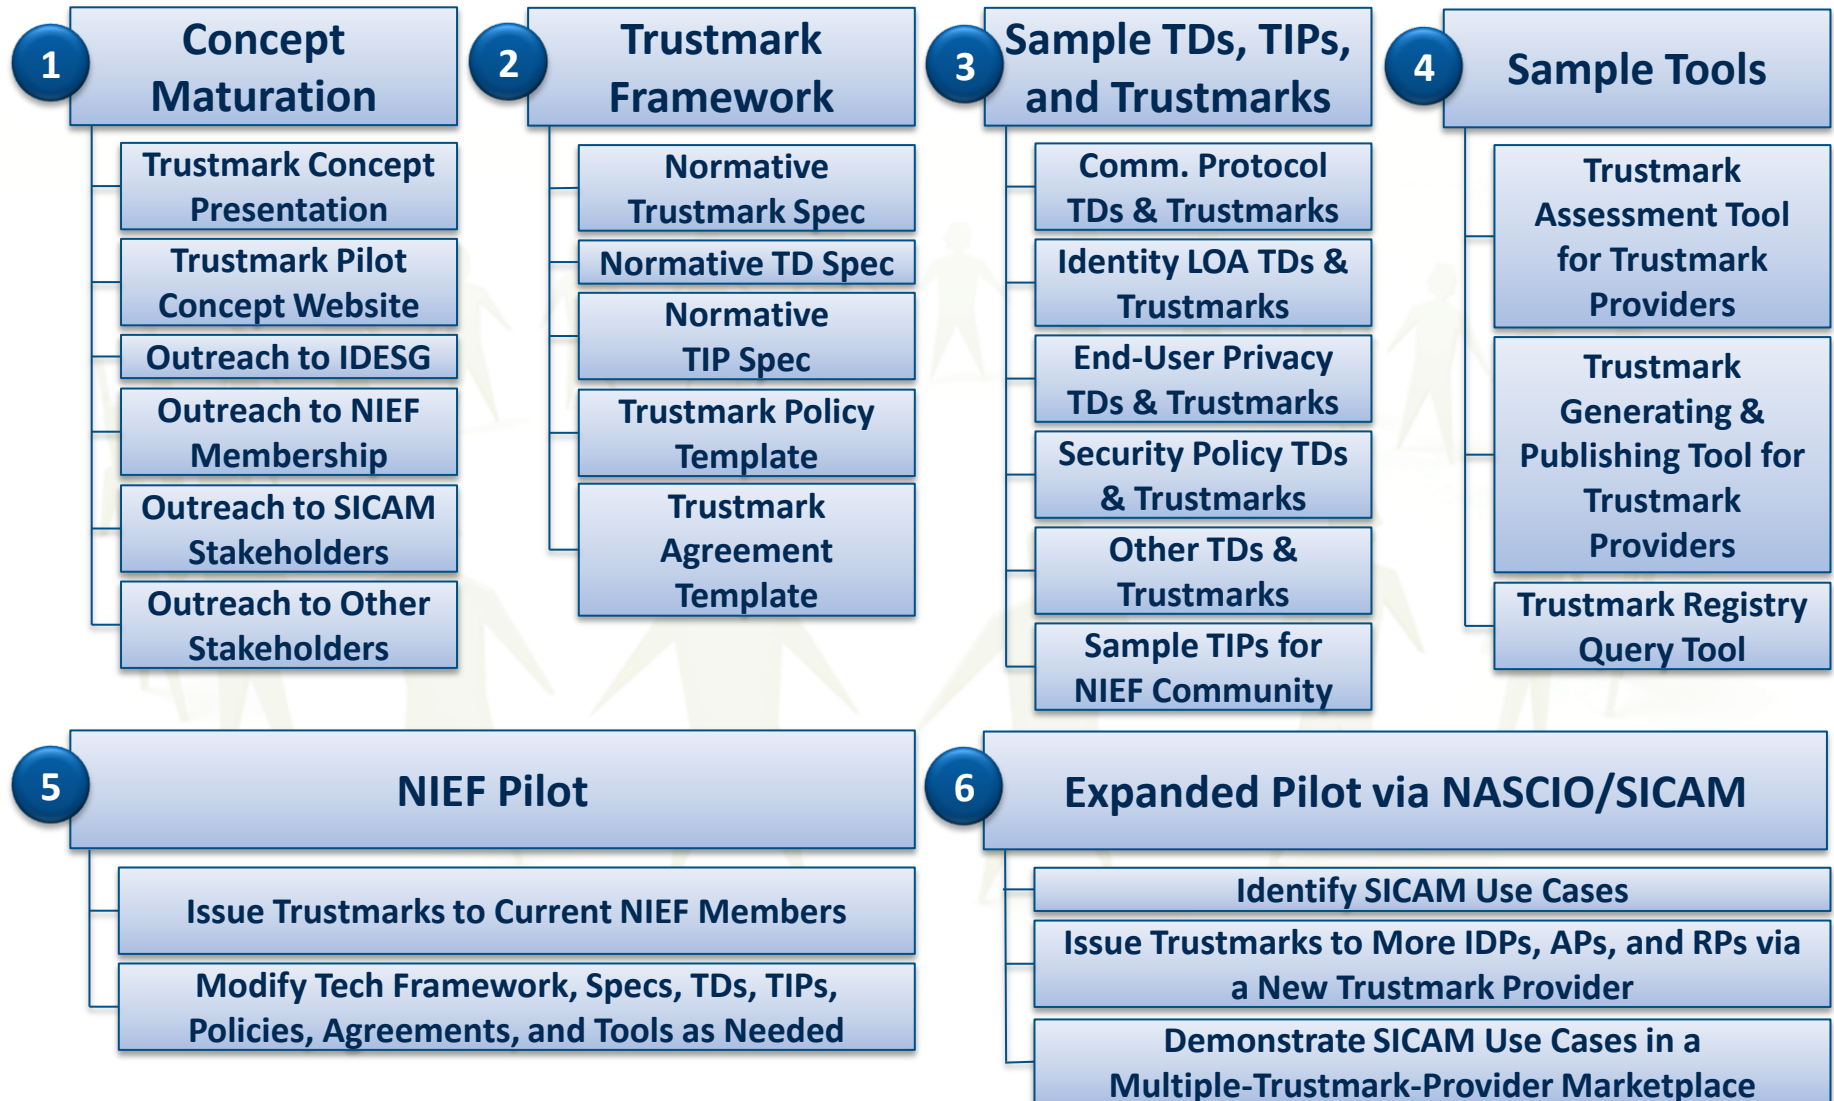 1
Concept
Maturation
Trustmark Concept
Presentation
Trustmark Pilot
Concept Website
Outreach to IDESG
Outreach to NIEF
Membership
Outreach to SICAM
Stakeholders
Outreach to Other
Stakeholders
2
Trustmark
Framework
Normative
Trustmark Spec
Normative TD Spec
Normative
TIP Spec
Trustmark Policy
Template
Trustmark
Agreement
Template
3
Sample TDs, TIPs,
and Trustmarks
Comm. Protocol
TDs & Trustmarks
Identity LOA TDs &
Trustmarks
End-User Privacy
TDs & Trustmarks
Security Policy TDs
& Trustmarks
Other TDs &
Trustmarks
Sample TIPs for
NIEF Community
4
Sample Tools
Trustmark
Assessment Tool
for Trustmark
Providers
Trustmark
Generating &
Publishing Tool for
Trustmark
Providers
Trustmark Registry
Query Tool
5
NIEF Pilot
Issue Trustmarks to Current NIEF Members
Modify Tech Framework, Specs, TDs, TIPs,
Policies, Agreements, and Tools as Needed
6
Expanded Pilot via NASCIO/SICAM
Identify SICAM Use Cases
Issue Trustmarks to More IDPs, APs, and RPs via
a New Trustmark Provider
Demonstrate SICAM Use Cases in a
Multiple-Trustmark-Provider Marketplace